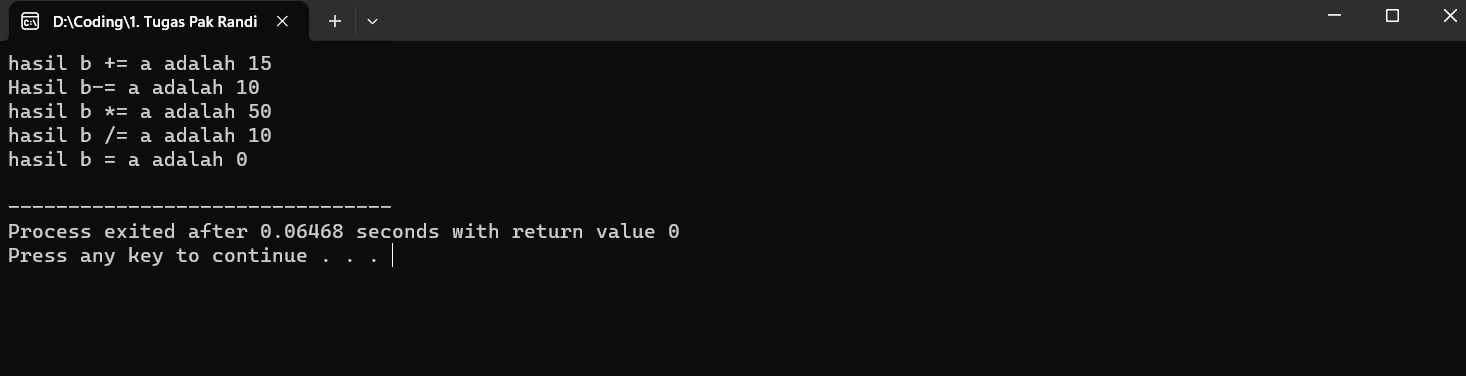 D:\Coding\1. Tugas Pak Randi
hasil b += a adalah 15
Hasil b-= a adalah 10
hasil b *= a adalah 50
hasil b /= a adalah 10
hasil b = a adalah 0
--------------------------------
Process exited after 0.06468 seconds with return value 0
Press any key to continue . . .